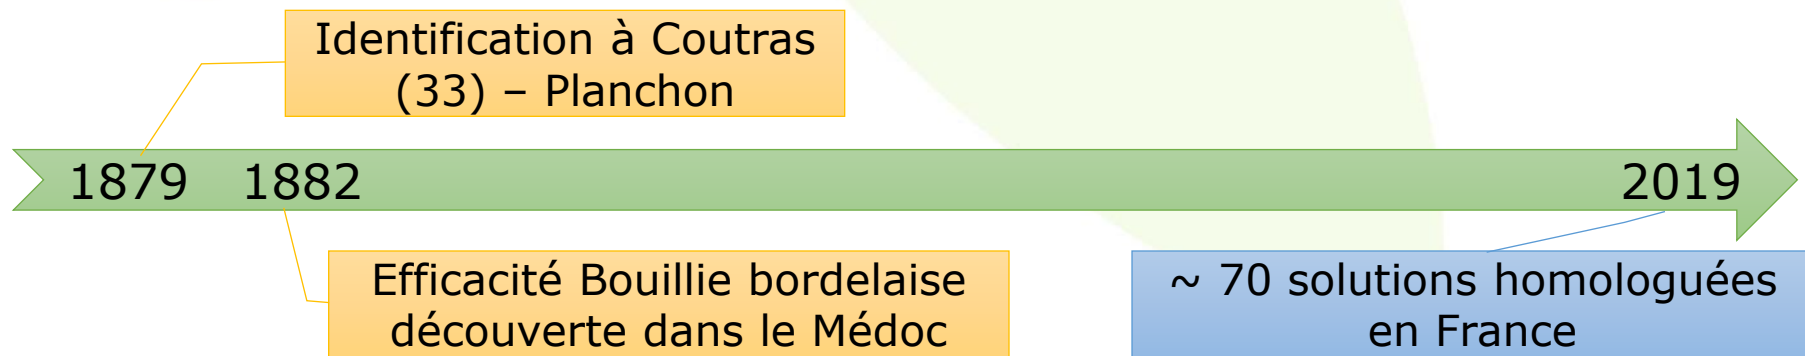 Identification à Coutras
(33) – Planchon
1879 1882 2019
Efficacité Bouillie bordelaise
découverte dans le Médoc
~ 70 solutions homologuées
en France